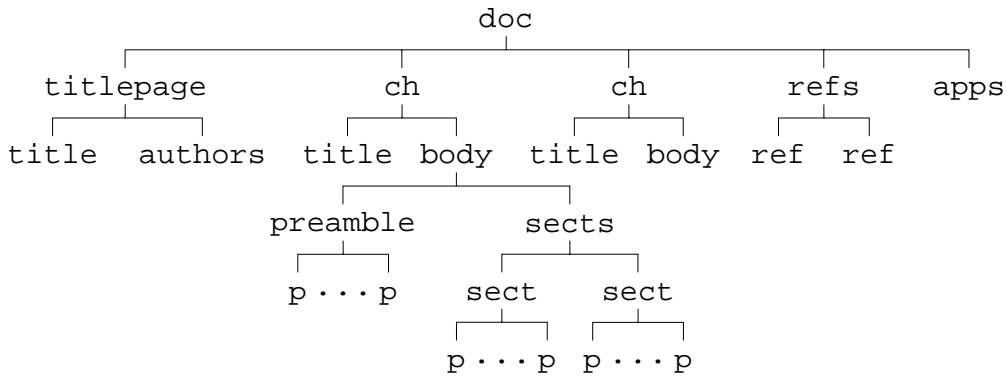 doc
titlepage ch ch refs apps
title authors title body title body ref ref
preamble sects
p ... p sect sect
p ... p p ... p